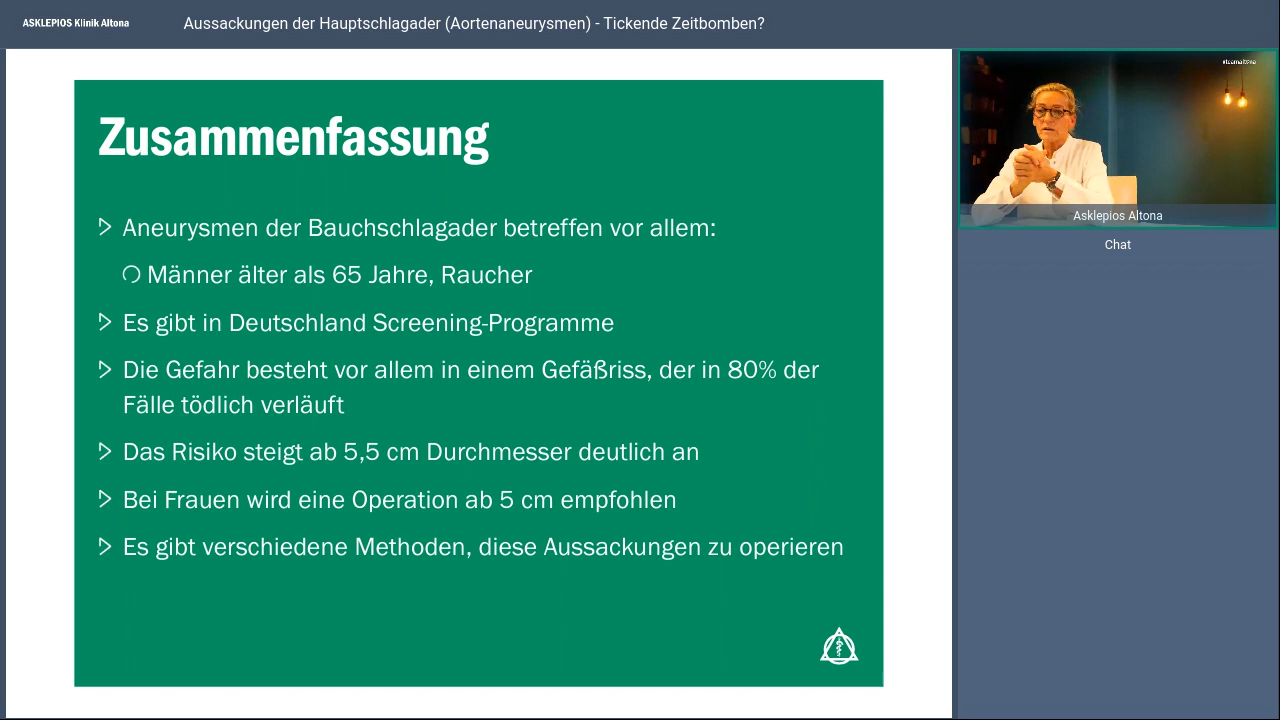 ASKLEPIOS Klinik Altona
Aussackungen der Hauptschlagader (Aortenaneurysmen) - Tickende Zeitbomben?
Zusammenfassung
Aneurysmen der Bauchschlagader betreffen vor allem:
Männer älter als 65 Jahre, Raucher
Es gibt in Deutschland Screening-Programme
Die Gefahr besteht vor allem in einem Gefäßriss, der in 80% der
Fälle tödlich verläuft
Das Risiko steigt ab 5,5 cm Durchmesser deutlich an
Bei Frauen wird eine Operation ab 5 cm empfohlen
Es gibt verschiedene Methoden, diese Aussackungen zu operieren
#teamaltona
Asklepios Altona
Chat